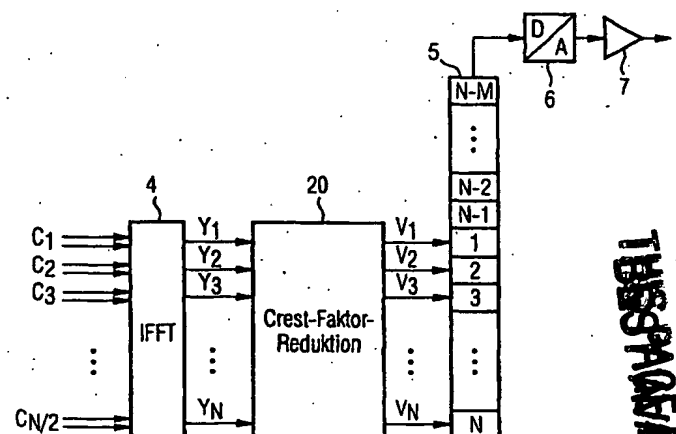 D
A
5
6
7
N-M
⋮
N-2
N-1
4
20
C1
Y1
V1
1
C2
Y2
V2
2
C3
Y3
V3
3
IFFT
Crest-Faktor-
Reduktion
⋮
⋮
⋮
⋮
CN/2
YN
VN
N